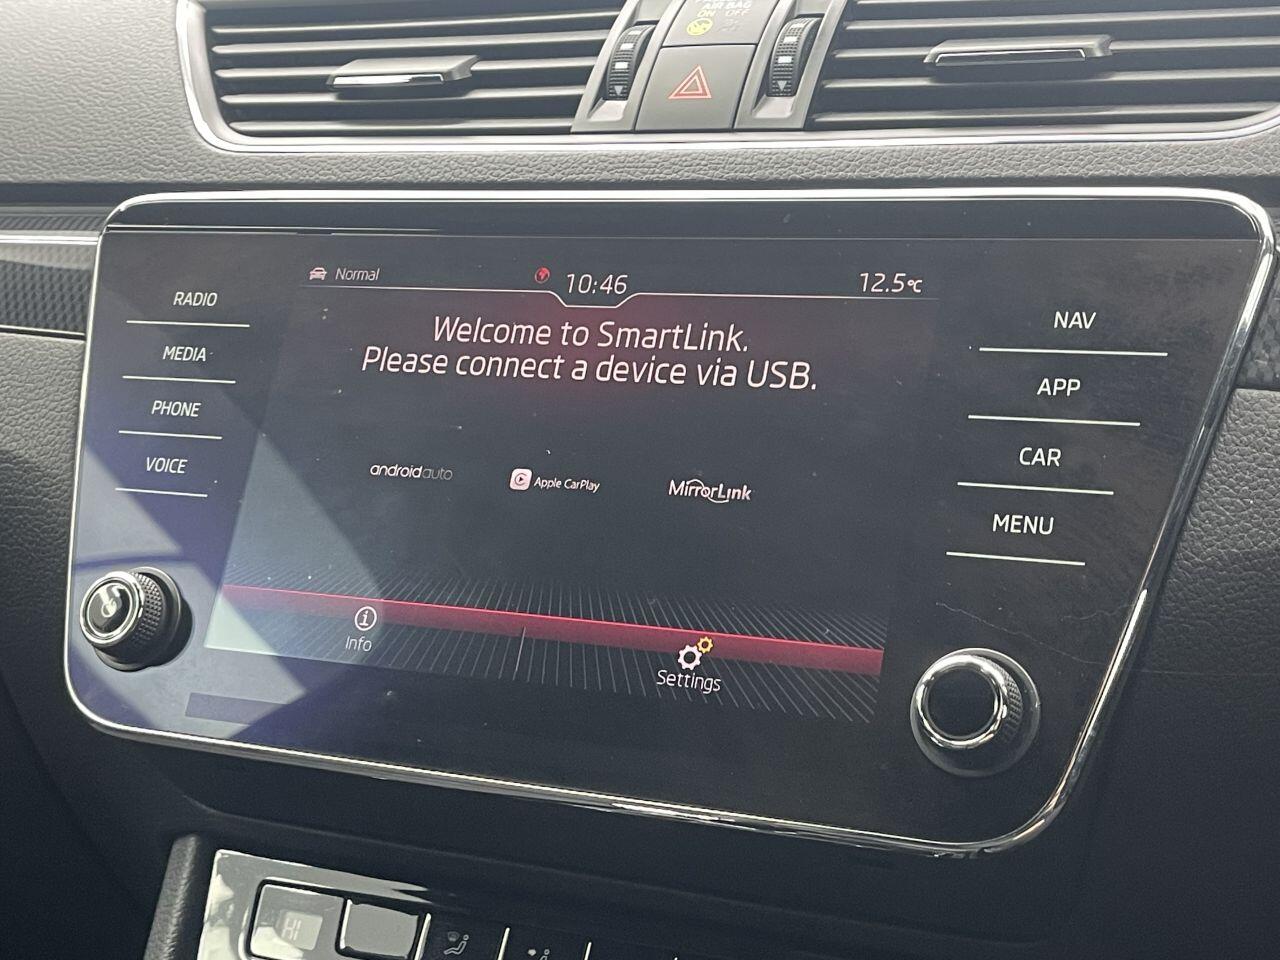 AIR BAG
ON OFF
Normal
10:46
12.5°C
RADIO
MEDIA
PHONE
VOICE
Welcome to SmartLink.
Please connect a device via USB.
androidauto
Apple CarPlay
MirrorLink
Info
Settings
NAV
APP
CAR
MENU
HI